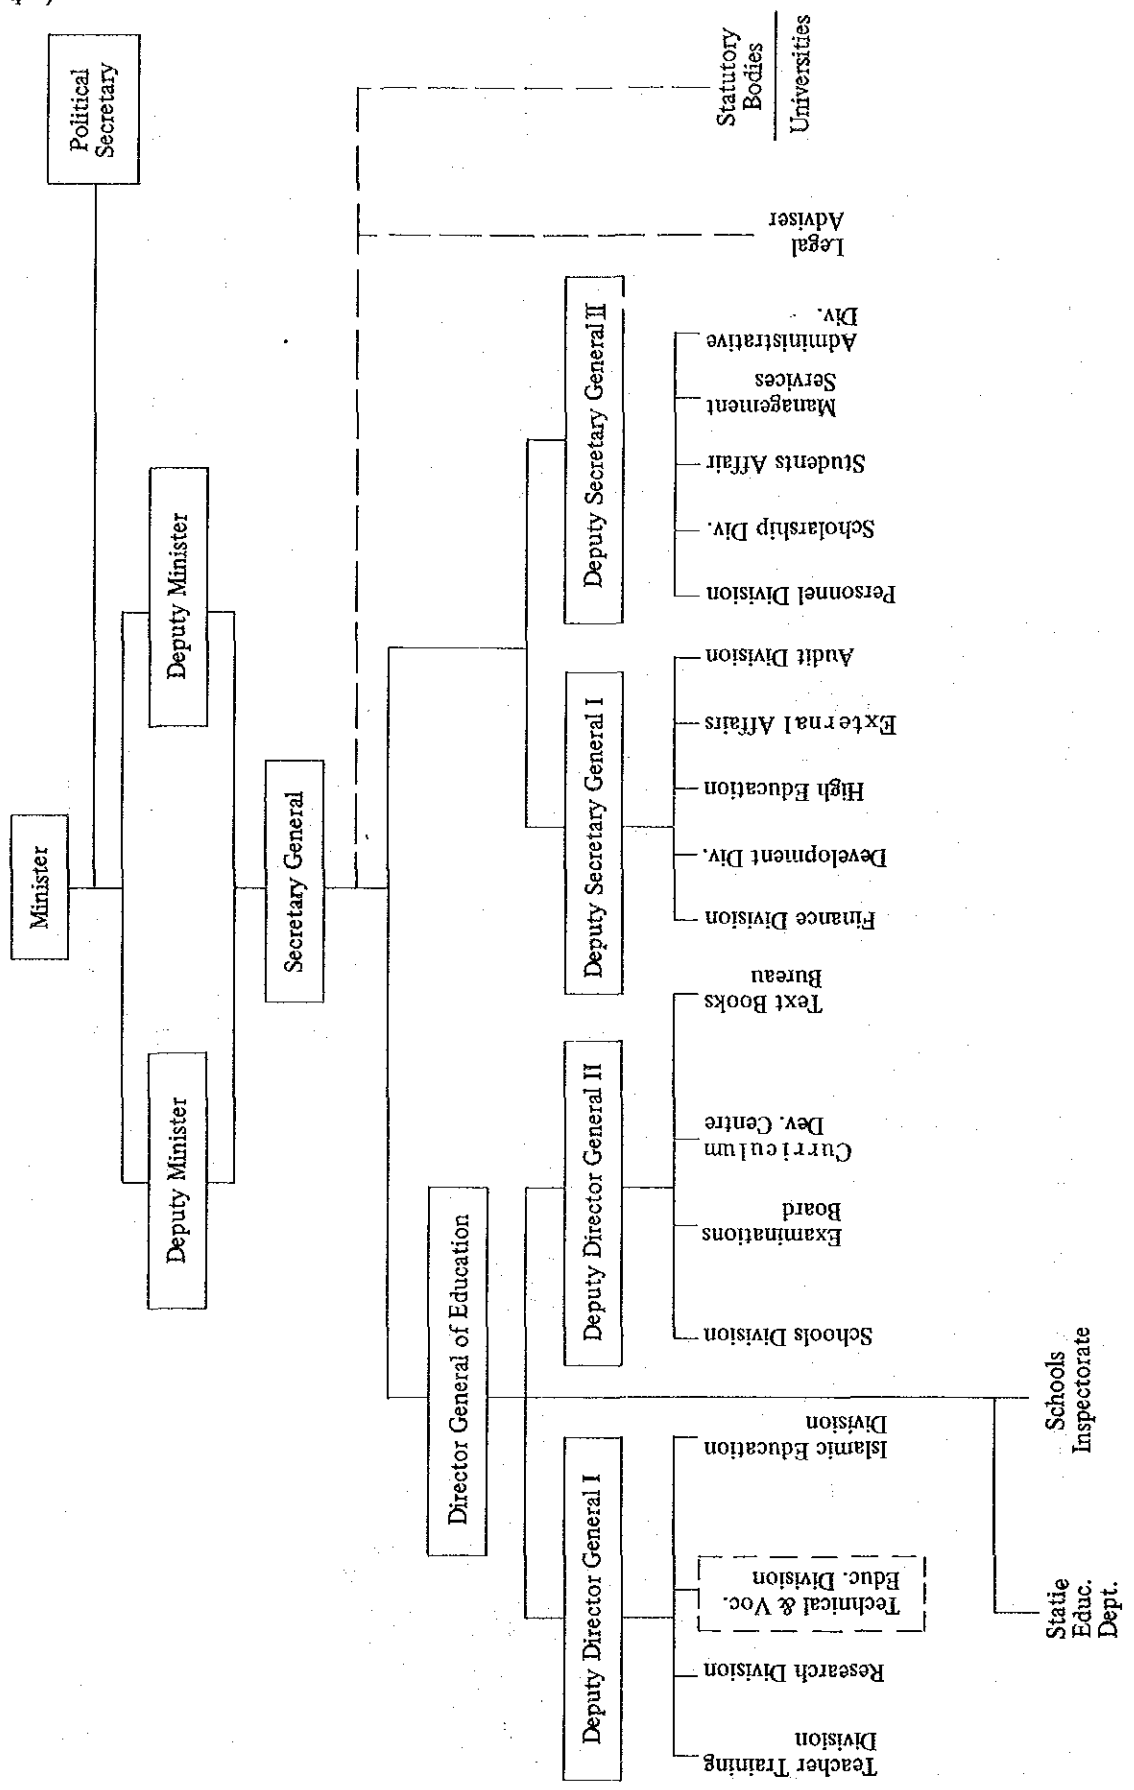 Minister
Political
Secretary
Deputy Minister
Deputy Minister
Secretary General
Director General of Education
Deputy Director General I
Deputy Director General II
Deputy Secretary General I
Deputy Secretary General II
Teacher Training
Division
Research Division
Technical & Voc.
Educ. Division
Islamic Education
Division
Schools Division
Examinations
Board
Curriculum
Dev. Centre
Text Books
Bureau
Finance Division
Development Div.
High Education
External Affairs
Audit Division
Personnel Division
Scholarship Div.
Students Affair
Management
Services
Administrative
Div.
Legal
Adviser
Statutory
Bodies
Universities
Statie
Educ.
Dept.
Schools
Inspectorate